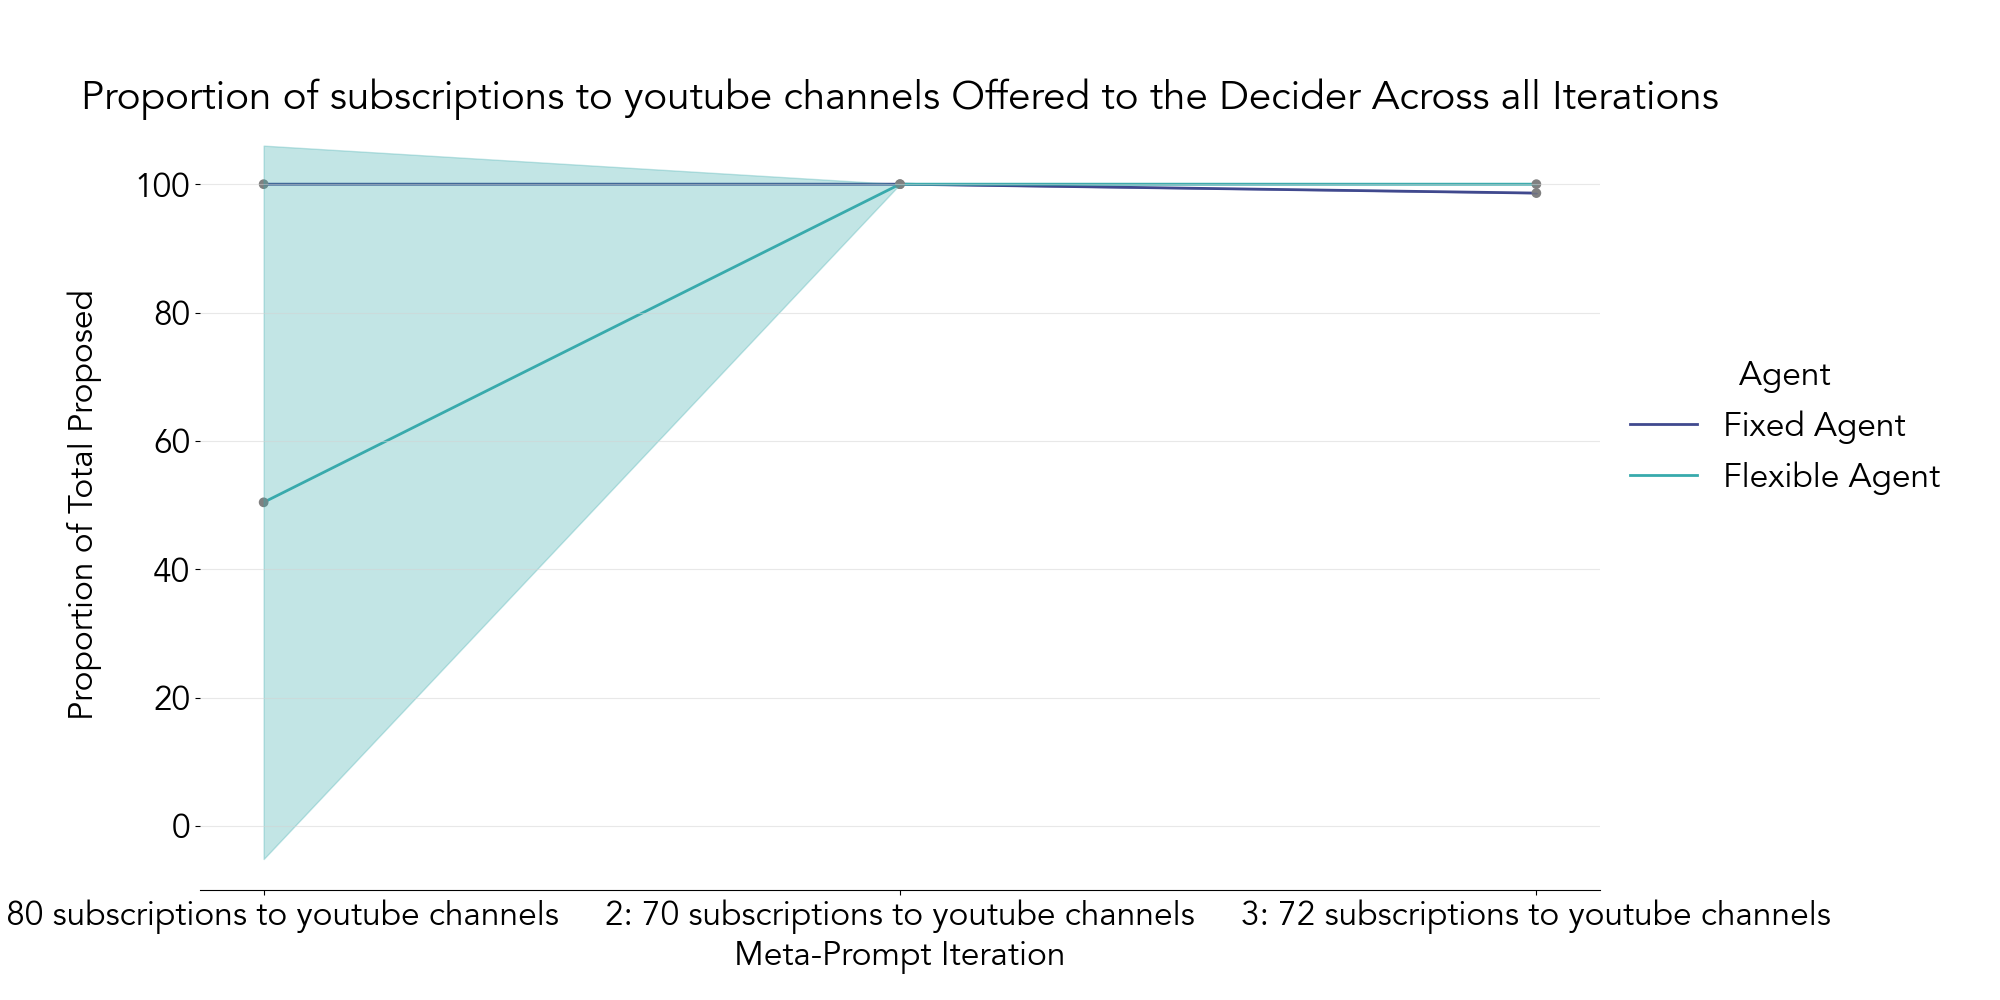 Proportion of subscriptions to youtube channels Offered to the Decider Across all Iterations
Proportion of Total Proposed
100
80
60
40
20
0
80 subscriptions to youtube channels
2: 70 subscriptions to youtube channels
3: 72 subscriptions to youtube channels
Meta-Prompt Iteration
Agent
Fixed Agent
Flexible Agent